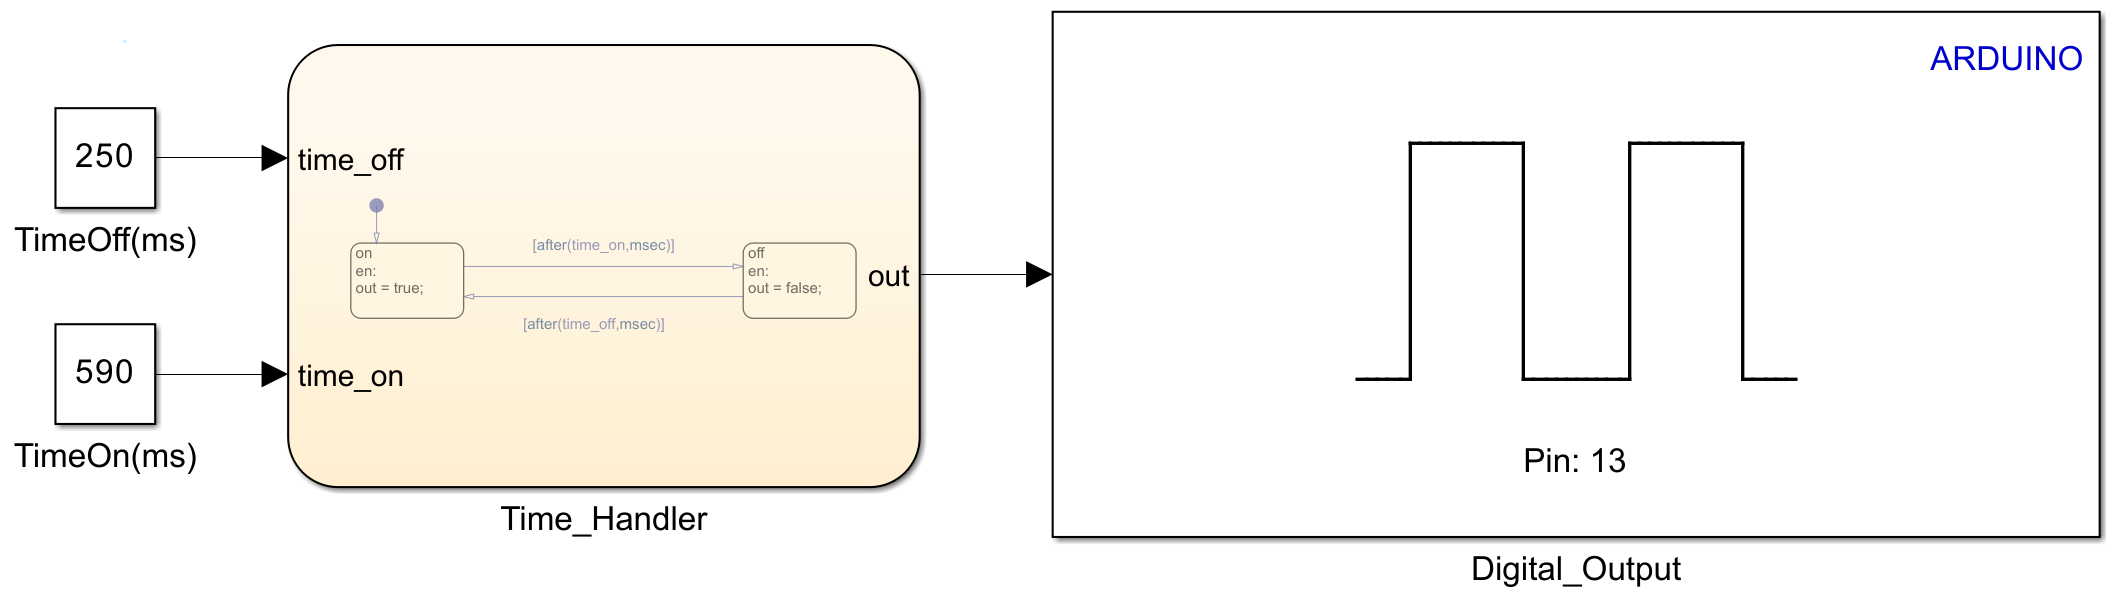 250
TimeOff(ms)
590
TimeOn(ms)
time_off
on
en:
out = true;
[after(time_on,msec)]
[after(time_off,msec)]
off
en:
out = false;
out
time_on
Time_Handler
ARDUINO
Pin: 13
Digital_Output